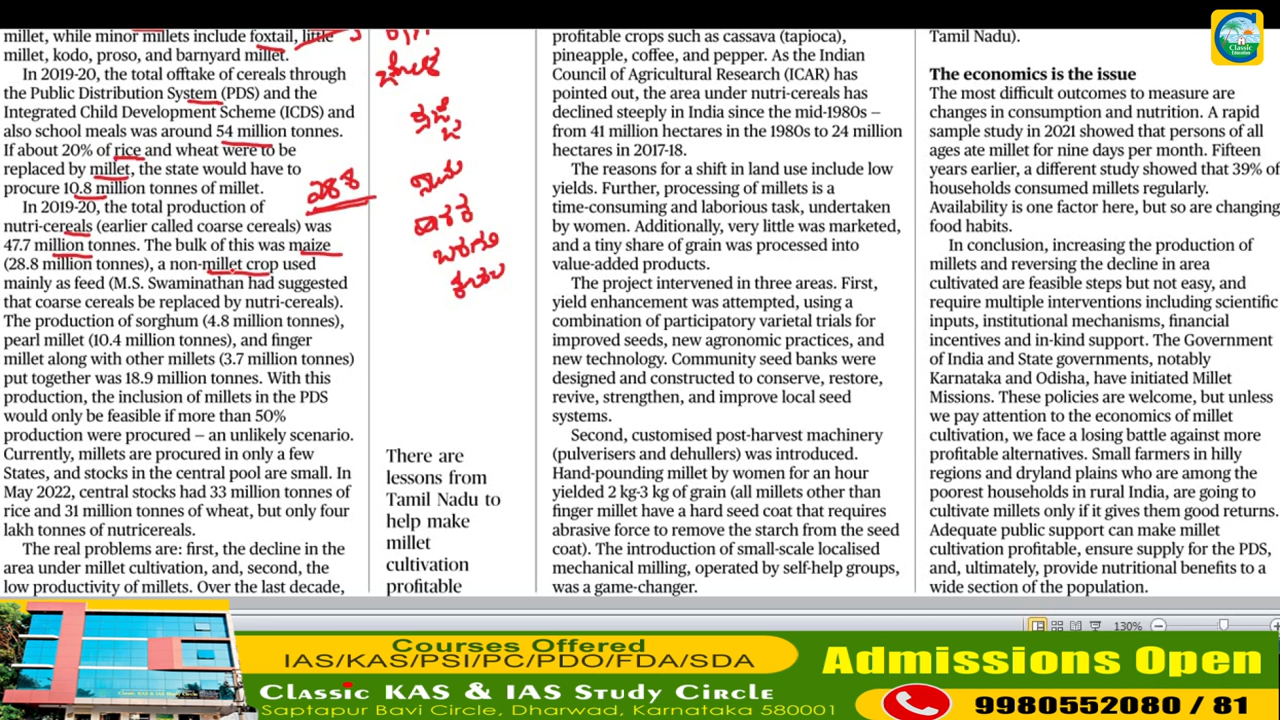 millet, while minor millets include foxtail, little
millet, kodo, proso, and barnyard millet.
In 2019-20, the total offtake of cereals through
the Public Distribution System (PDS) and the
Integrated Child Development Scheme (ICDS) and
also school meals was around 54 million tonnes.
If about 20% of rice and wheat were to be
replaced by millet, the state would have to
procure 10.8 million tonnes of millet.
In 2019-20, the total production of
nutri-cereals (earlier called coarse cereals) was
47.7 million tonnes. The bulk of this was maize
(28.8 million tonnes), a non-millet crop used
mainly as feed (M.S. Swaminathan had suggested
that coarse cereals be replaced by nutri-cereals).
The production of sorghum (4.8 million tonnes),
pearl millet (10.4 million tonnes), and finger
millet along with other millets (3.7 million tonnes)
put together was 18.9 million tonnes. With this
production, the inclusion of millets in the PDS
would only be feasible if more than 50%
production were procured – an unlikely scenario.
Currently, millets are procured in only a few
States, and stocks in the central pool are small. In
May 2022, central stocks had 33 million tonnes of
rice and 31 million tonnes of wheat, but only four
lakh tonnes of nutricereals.
The real problems are: first, the decline in the
area under millet cultivation, and, second, the
low productivity of millets. Over the last decade,
ಜೋಳ
ಸಜ್ಜೆ
There are
lessons from
Tamil Nadu to
help make
millet
cultivation
profitable
profitable crops such as cassava (tapioca),
pineapple, coffee, and pepper. As the Indian
Council of Agricultural Research (ICAR) has
pointed out, the area under nutri-cereals has
declined steeply in India since the mid-1980s –
from 41 million hectares in the 1980s to 24 million
hectares in 2017-18.
The reasons for a shift in land use include low
yields. Further, processing of millets is a
time-consuming and laborious task, undertaken
by women. Additionally, very little was marketed,
and a tiny share of grain was processed into
value-added products.
The project intervened in three areas. First,
yield enhancement was attempted, using a
combination of participatory varietal trials for
improved seeds, new agronomic practices, and
new technology. Community seed banks were
designed and constructed to conserve, restore,
revive, strengthen, and improve local seed
systems.
Second, customised post-harvest machinery
(pulverisers and dehullers) was introduced.
Hand-pounding millet by women for an hour
yielded 2 kg-3 kg of grain (all millets other than
finger millet have a hard seed coat that requires
abrasive force to remove the starch from the seed
coat). The introduction of small-scale localised
mechanical milling, operated by self-help groups,
was a game-changer.
Tamil Nadu).
The economics is the issue
The most difficult outcomes to measure are
changes in consumption and nutrition. A rapid
sample study in 2021 showed that persons of all
ages ate millet for nine days per month. Fifteen
years earlier, a different study showed that 39% of
households consumed millets regularly.
Availability is one factor here, but so are changing
food habits.
In conclusion, increasing the production of
millets and reversing the decline in area
cultivated are feasible steps but not easy, and
require multiple interventions including scientific
inputs, institutional mechanisms, financial
incentives and in-kind support. The Government
of India and State governments, notably
Karnataka and Odisha, have initiated Millet
Missions. These policies are welcome, but unless
we pay attention to the economics of millet
cultivation, we face a losing battle against more
profitable alternatives. Small farmers in hilly
regions and dryland plains who are among the
poorest households in rural India, are going to
cultivate millets only if it gives them good returns.
Adequate public support can make millet
cultivation profitable, ensure supply for the PDS,
and, ultimately, provide nutritional benefits to a
wide section of the population.
Classic
Education
130%
Courses Offered
IAS/KAS/PSI/PC/PDO/FDA/SDA
Classic KAS & IAS Study Circle
Saptapur Bavi Circle, Dharwad, Karnataka 580001
Admissions Open
9980552080 / 81